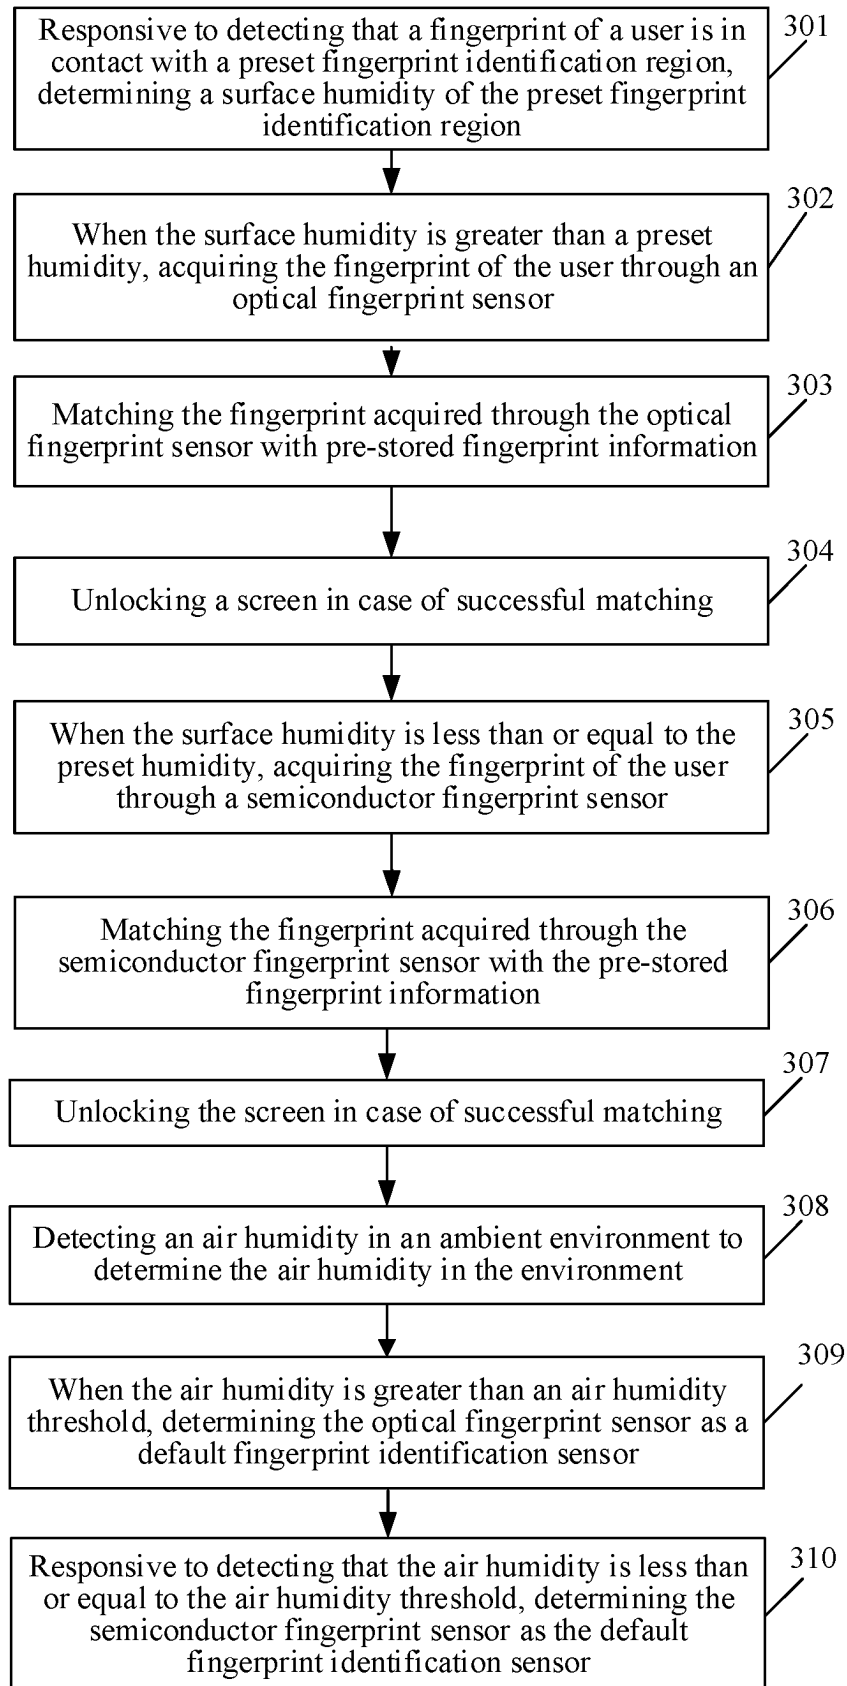 Responsive to detecting that a fingerprint of a user is in
contact with a preset fingerprint identification region,
determining a surface humidity of the preset fingerprint
identification region
301
When the surface humidity is greater than a preset
humidity, acquiring the fingerprint of the user through an
optical fingerprint sensor
302
Matching the fingerprint acquired through the optical
fingerprint sensor with pre-stored fingerprint information
303
Unlocking a screen in case of successful matching
304
When the surface humidity is less than or equal to the
preset humidity, acquiring the fingerprint of the user
through a semiconductor fingerprint sensor
305
Matching the fingerprint acquired through the
semiconductor fingerprint sensor with the pre-stored
fingerprint information
306
Unlocking the screen in case of successful matching
307
Detecting an air humidity in an ambient environment to
determine the air humidity in the environment
308
When the air humidity is greater than an air humidity
threshold, determining the optical fingerprint sensor as a
default fingerprint identification sensor
309
Responsive to detecting that the air humidity is less than
or equal to the air humidity threshold, determining the
semiconductor fingerprint sensor as the default
fingerprint identification sensor
310